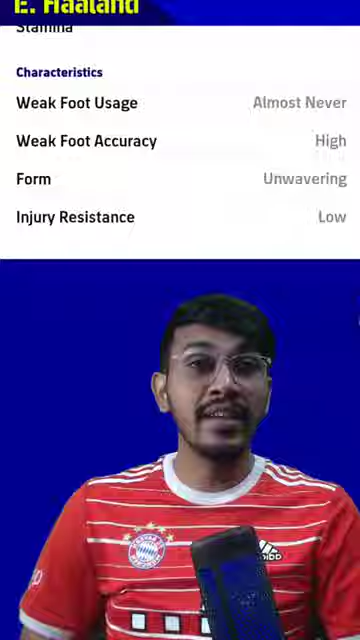 E. Haaland
Stamina
Characteristics
Weak Foot Usage Almost Never
Weak Foot Accuracy High
Form Unwavering
Injury Resistance Low